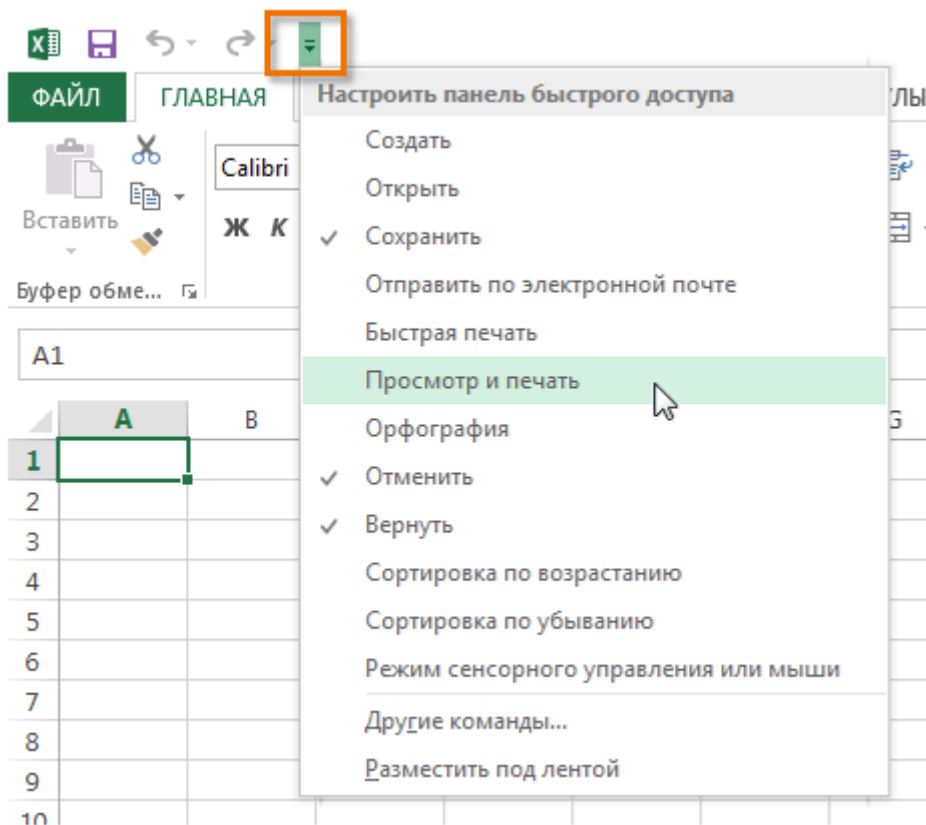 ФАЙЛ
ГЛАВНАЯ
Вставить
Буфер обме...
Calibri
Ж К
A1
A B G
1
2
3
4
5
6
7
8
9
10
Настроить панель быстрого доступа
Создать
Открыть
Сохранить
Отправить по электронной почте
Быстрая печать
Просмотр и печать
Орфография
Отменить
Вернуть
Сортировка по возрастанию
Сортировка по убыванию
Режим сенсорного управления или мыши
Другие команды...
Разместить под лентой